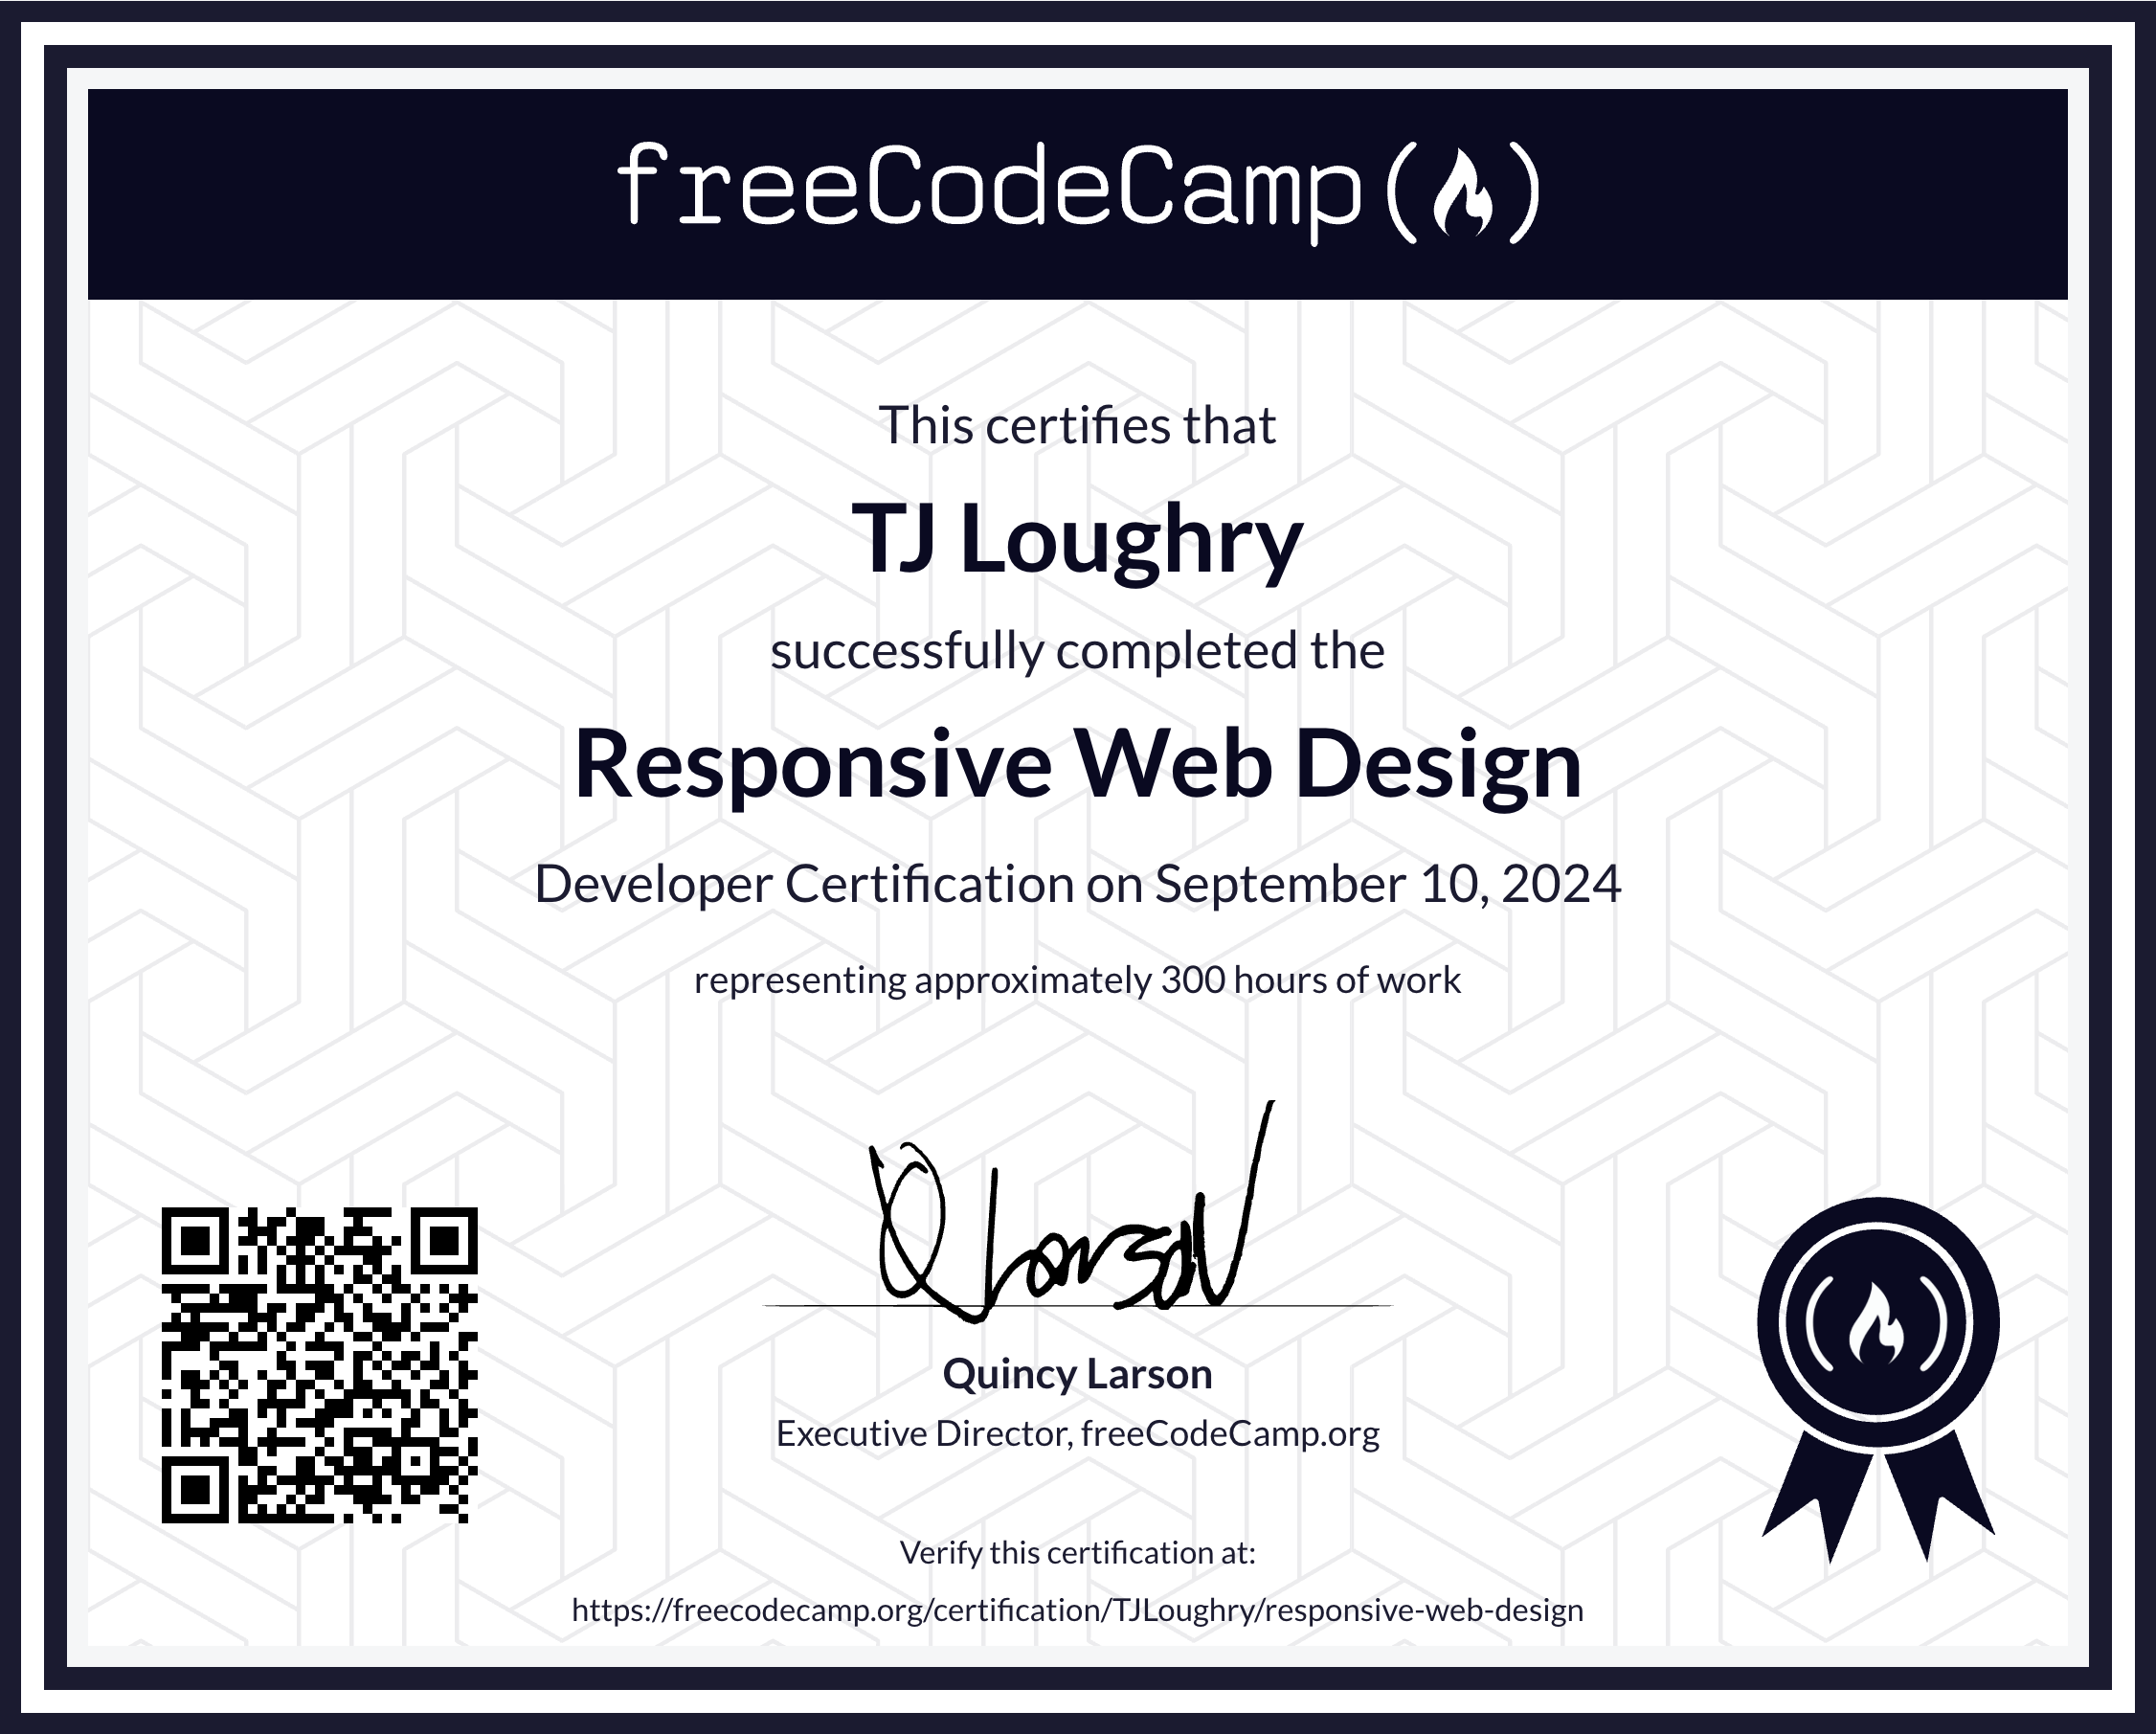 freeCodeCamp
This certifies that
TJ Loughry
successfully completed the
Responsive Web Design
Developer Certification on September 10, 2024
representing approximately 300 hours of work
Quincy Larson
Executive Director, freeCodeCamp.org
Verify this certification at:
https://freecodecamp.org/certification/TJLoughry/responsive-web-design